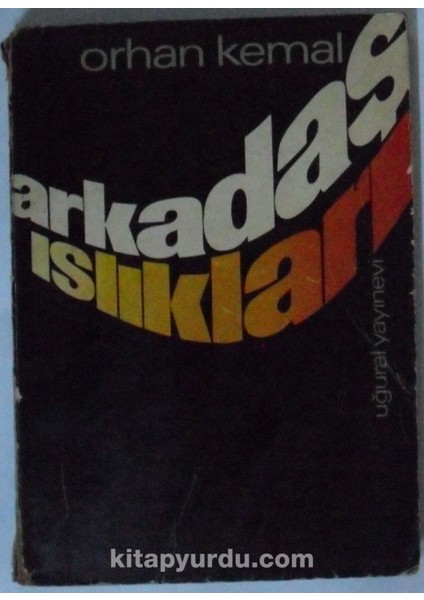 orhan kemal
arkadaş
ıslıkları
uğural yayınevi
kitapyurdu.com